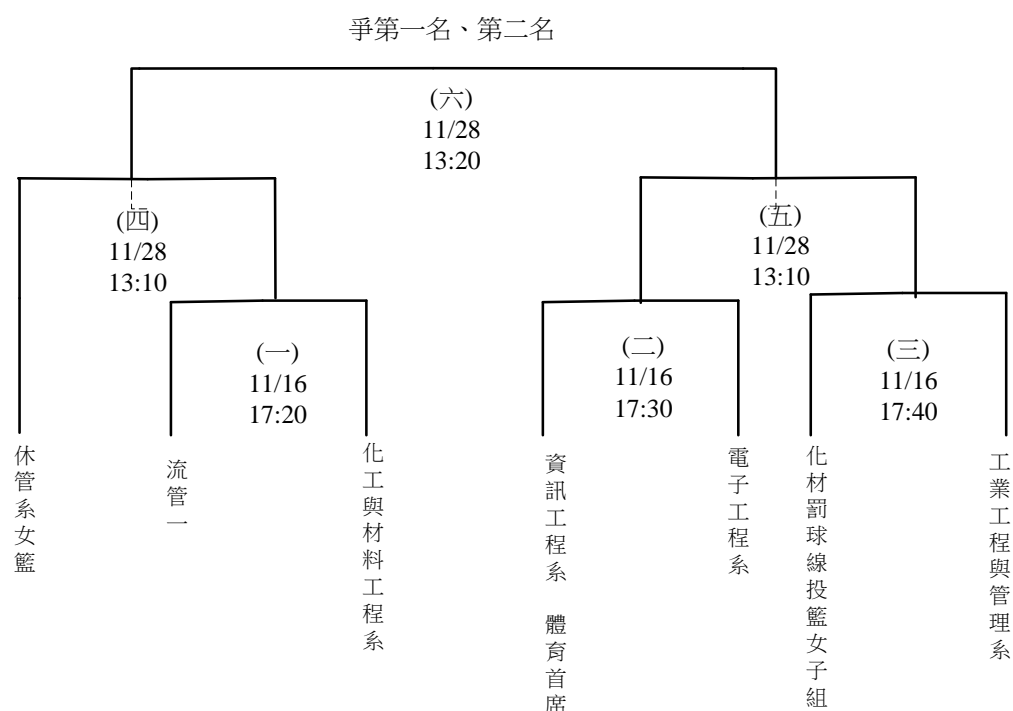 爭第一名、第二名
(六)
11/28
13:20
(四)
11/28
13:10
(五)
11/28
13:10
(一)
11/16
17:20
(二)
11/16
17:30
(三)
11/16
17:40
休管系女籃
流管一
化工與材料工程系
資訊工程系 體育首席
電子工程系
化材罰球線投籃女子組
工業工程與管理系